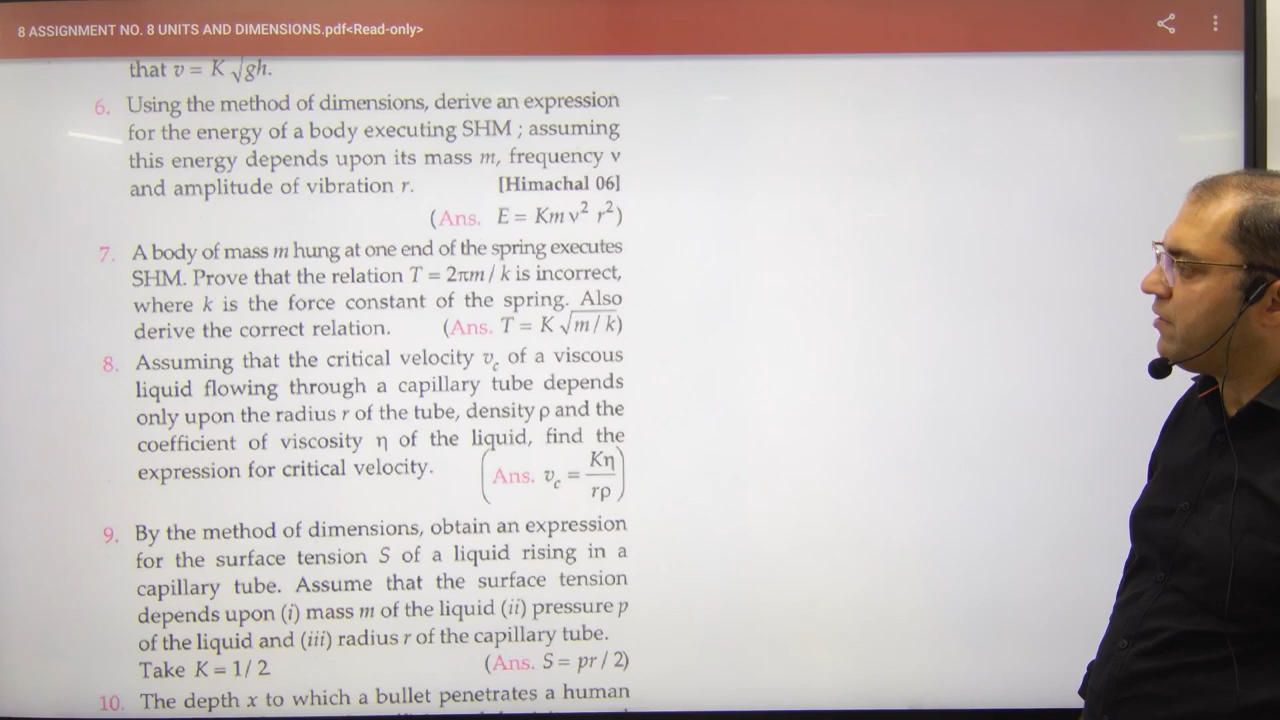 8 ASSIGNMENT NO. 8 UNITS AND DIMENSIONS.pdf<Read-only>
that v = K √gh.
6. Using the method of dimensions, derive an expression
for the energy of a body executing SHM ; assuming
this energy depends upon its mass m, frequency ν
and amplitude of vibration r. [Himachal 06]
(Ans. E = Km ν² r²)
7. A body of mass m hung at one end of the spring executes
SHM. Prove that the relation T = 2πm / k is incorrect,
where k is the force constant of the spring. Also
derive the correct relation. (Ans. T = K √m / k)
8. Assuming that the critical velocity v_c of a viscous
liquid flowing through a capillary tube depends
only upon the radius r of the tube, density ρ and the
coefficient of viscosity η of the liquid, find the
expression for critical velocity. (Ans. v_c = Kη / rρ)
9. By the method of dimensions, obtain an expression
for the surface tension S of a liquid rising in a
capillary tube. Assume that the surface tension
depends upon (i) mass m of the liquid (ii) pressure p
of the liquid and (iii) radius r of the capillary tube.
Take K = 1/ 2 (Ans. S = pr / 2)
10. The depth x to which a bullet penetrates a human